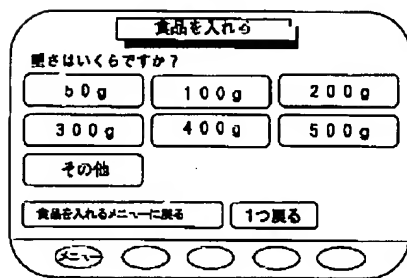 食品を入れる
重さはいくらですか？
50g 100g 200g
300g 400g 500g
その他
食品を入れるメニューに戻る 1つ戻る
メニュー